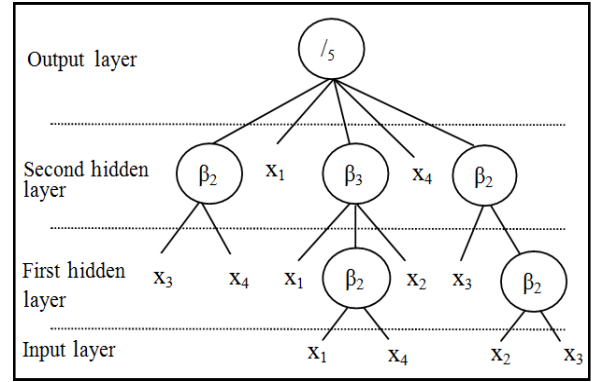 Output layer
/5
Second hidden
layer
β2 x1 β3 x4 β2
First hidden
layer
x3 x4 x1 β2 x2 x3 β2
Input layer
x1 x4 x2 x3